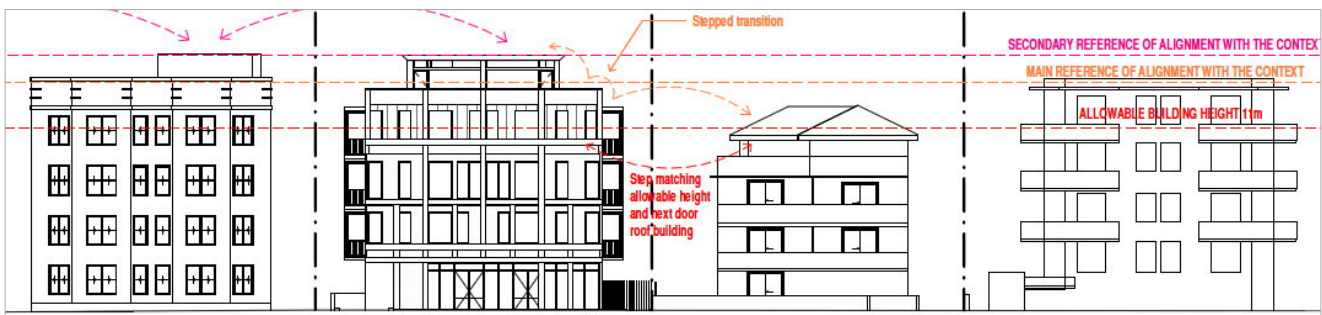 Stepped transition
SECONDARY REFERENCE OF ALIGNMENT WITH THE CONTEX
MAIN REFERENCE OF ALIGNMENT WITH THE CONTEXT
ALLOWABLE BUILDING HEIGHT 11m
Step matching
allowable height
and next door
roof building